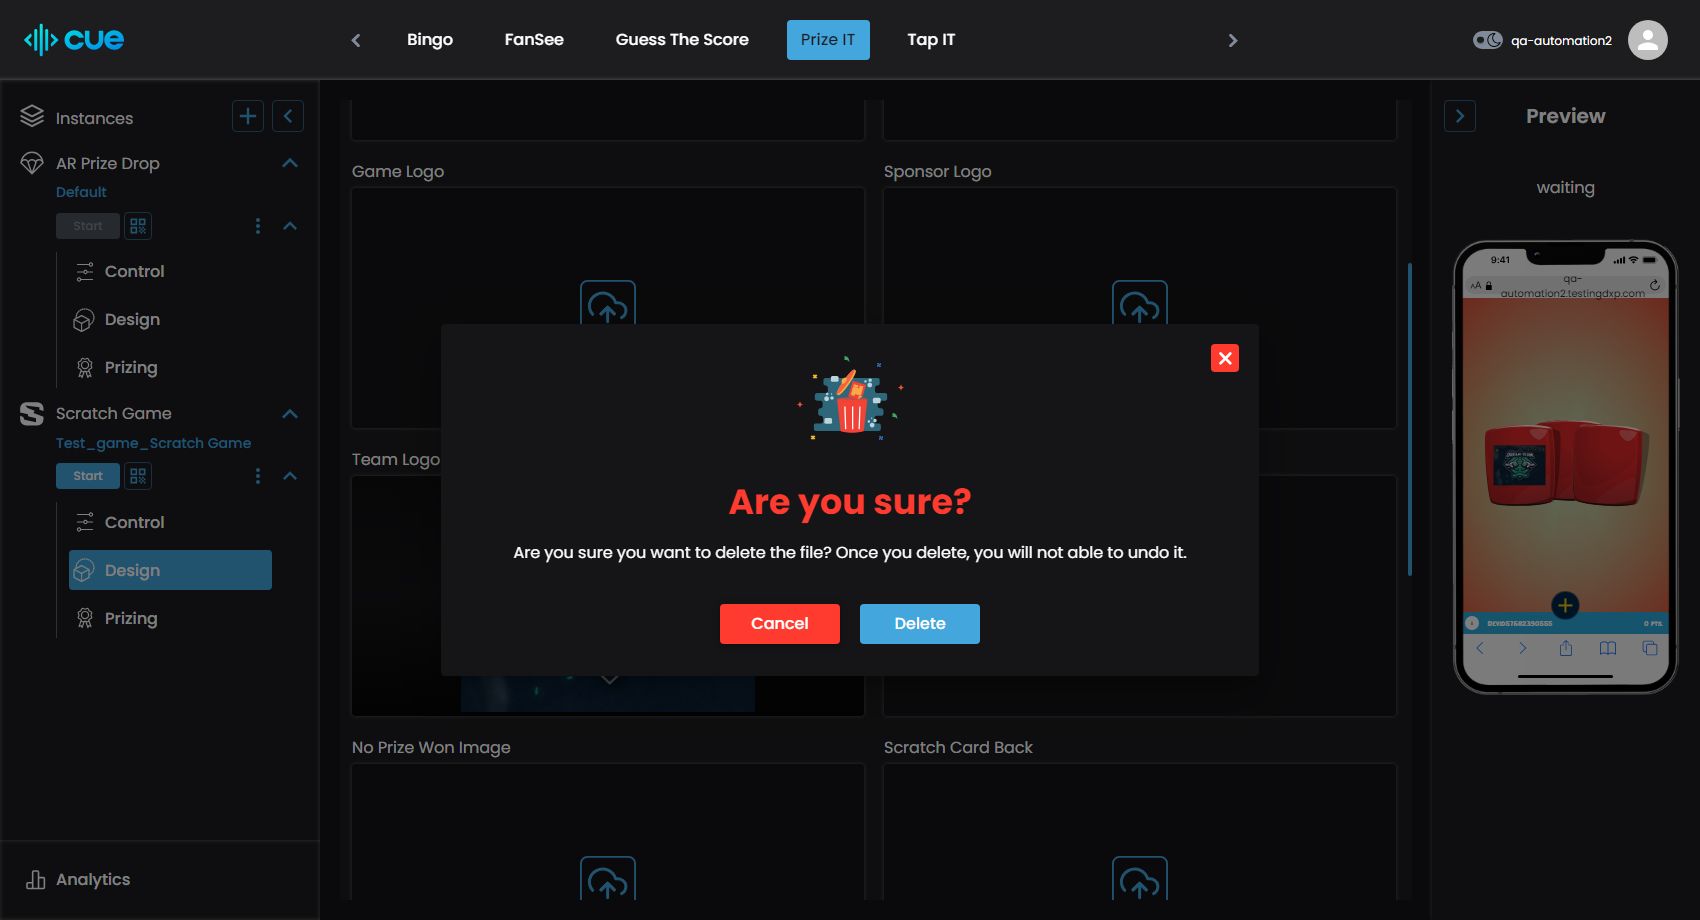 cue
Bingo
FanSee
Guess The Score
Prize IT
Tap IT
qa-automation2
Instances
AR Prize Drop
Default
Start
Control
Design
Prizing
Scratch Game
Test_game_Scratch Game
Start
Control
Design
Prizing
Analytics
Game Logo
Sponsor Logo
Team Logo
No Prize Won Image
Scratch Card Back
Are you sure?
Are you sure you want to delete the file? Once you delete, you will not able to undo it.
Cancel
Delete
Preview
waiting
9:41
AA
qa-
automation2.testingdxp.com
0 Pts.